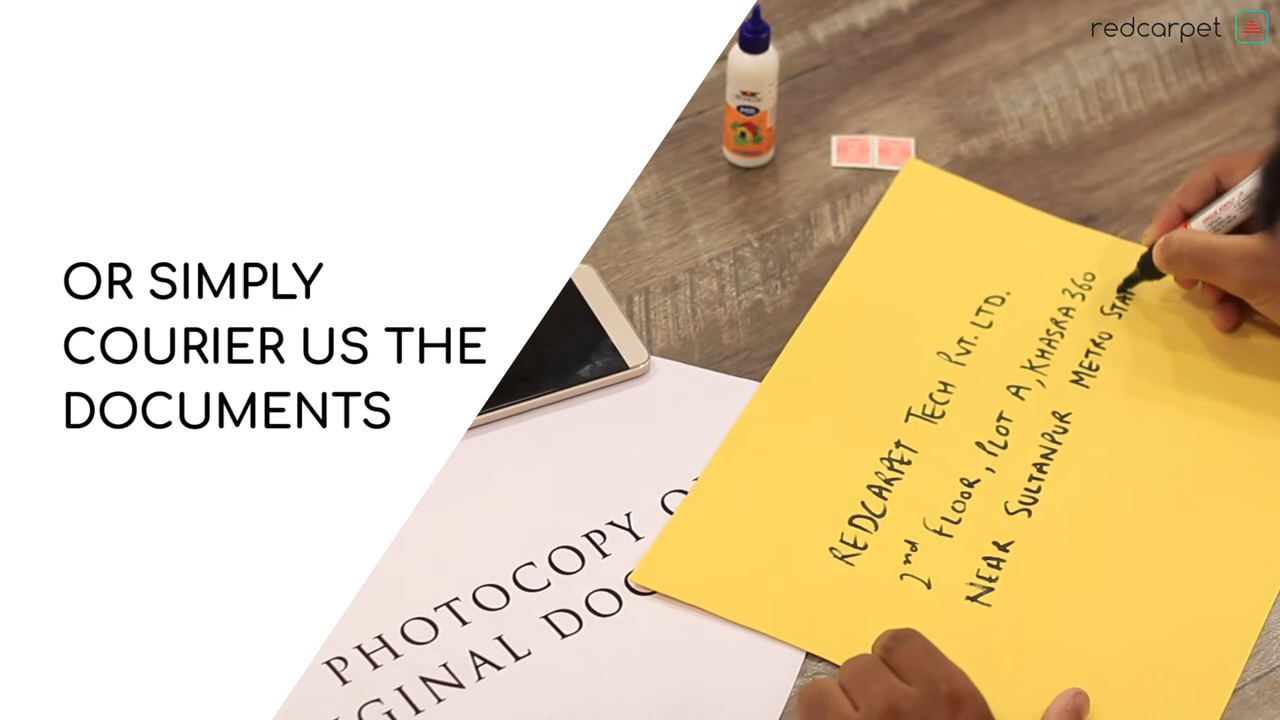 redcarpet
OR SIMPLY
COURIER US THE
DOCUMENTS
REDCARPET TECH PVT. LTD.
2nd FLOOR, PLOT A, KHASRA 360
NEAR SULTANPUR METRO STA
PHOTOCOPY